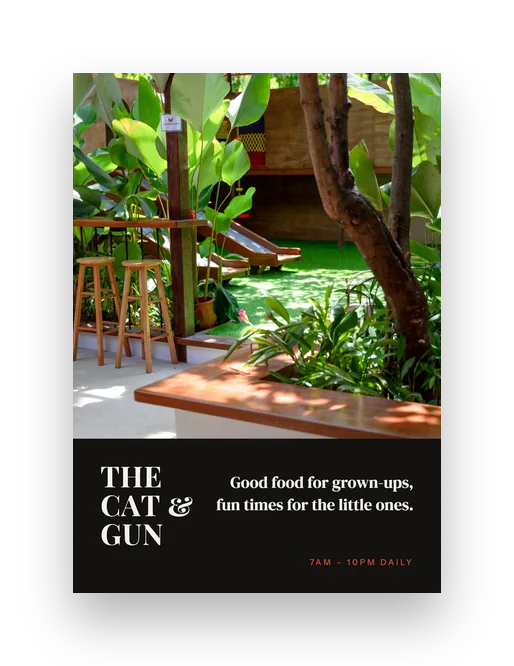 THE
CAT &
GUN
Good food for grown-ups,
fun times for the little ones.
7AM – 10PM DAILY